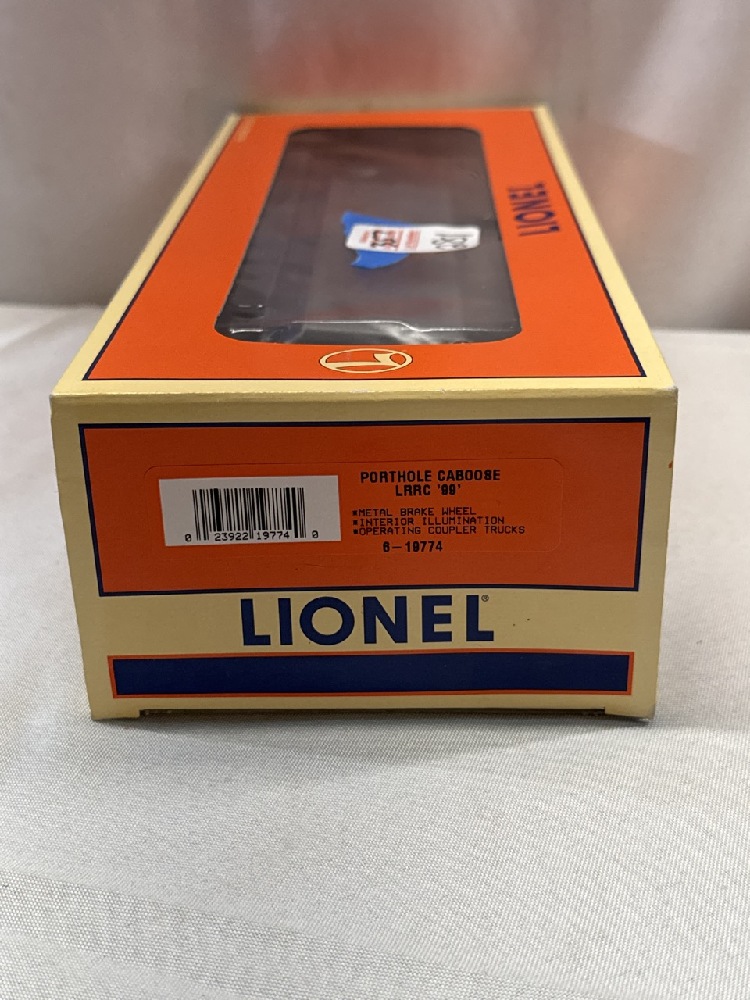 LIONEL
PORTHOLE CABOOSE
LRRC '99'
*METAL BRAKE WHEEL
*INTERIOR ILLUMINATION
*OPERATING COUPLER TRUCKS
6-19774
0 23922 19774 0
LIONEL®